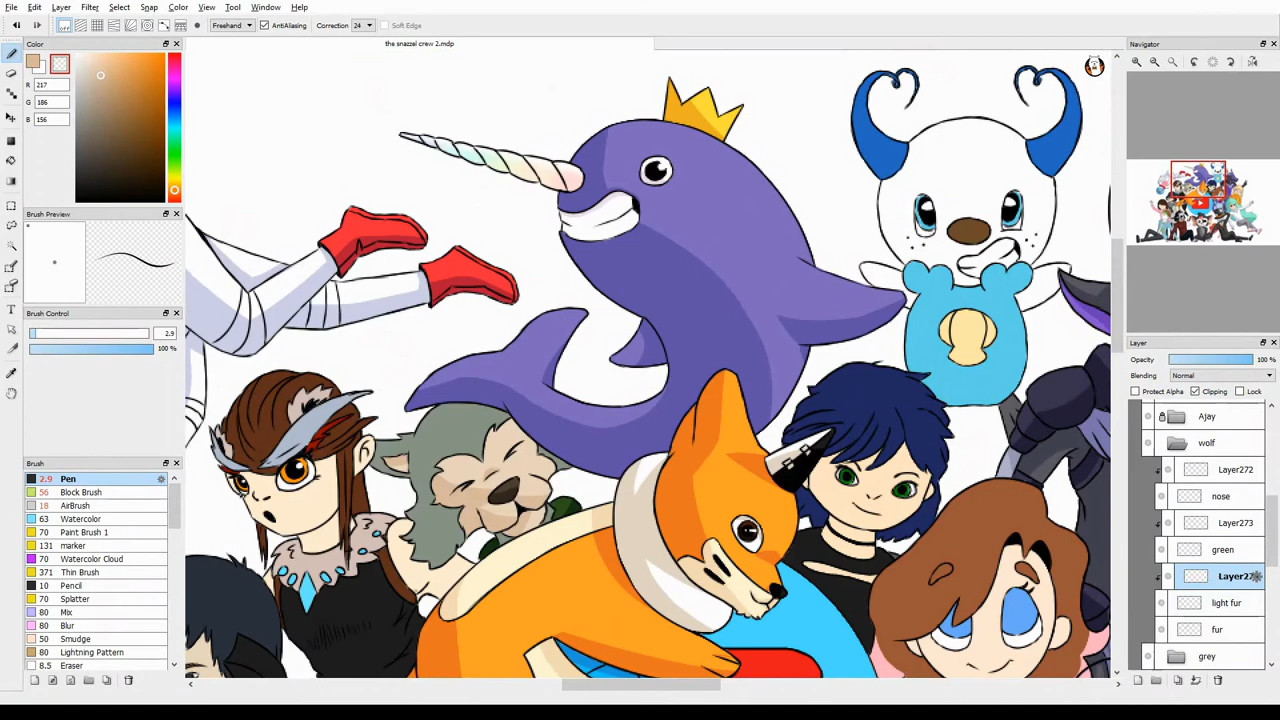 File Edit Layer Filter Select Snap Color View Tool Window Help
off Freehand AntiAliasing Correction 24 Soft Edge
Color
the snazzel crew 2.mdp
Navigator
R 217
G 186
B 156
Brush Preview
Brush Control
2.9
100 %
Layer
Opacity 100 %
Blending Normal
Protect Alpha Clipping Lock
Ajay
wolf
Layer272
nose
Layer273
green
Layer27
light fur
fur
grey
Brush
2.9 Pen
56 Block Brush
18 AirBrush
63 Watercolor
70 Paint Brush 1
131 marker
70 Watercolor Cloud
371 Thin Brush
10 Pencil
70 Splatter
80 Mix
80 Blur
50 Smudge
80 Lightning Pattern
8.5 Eraser